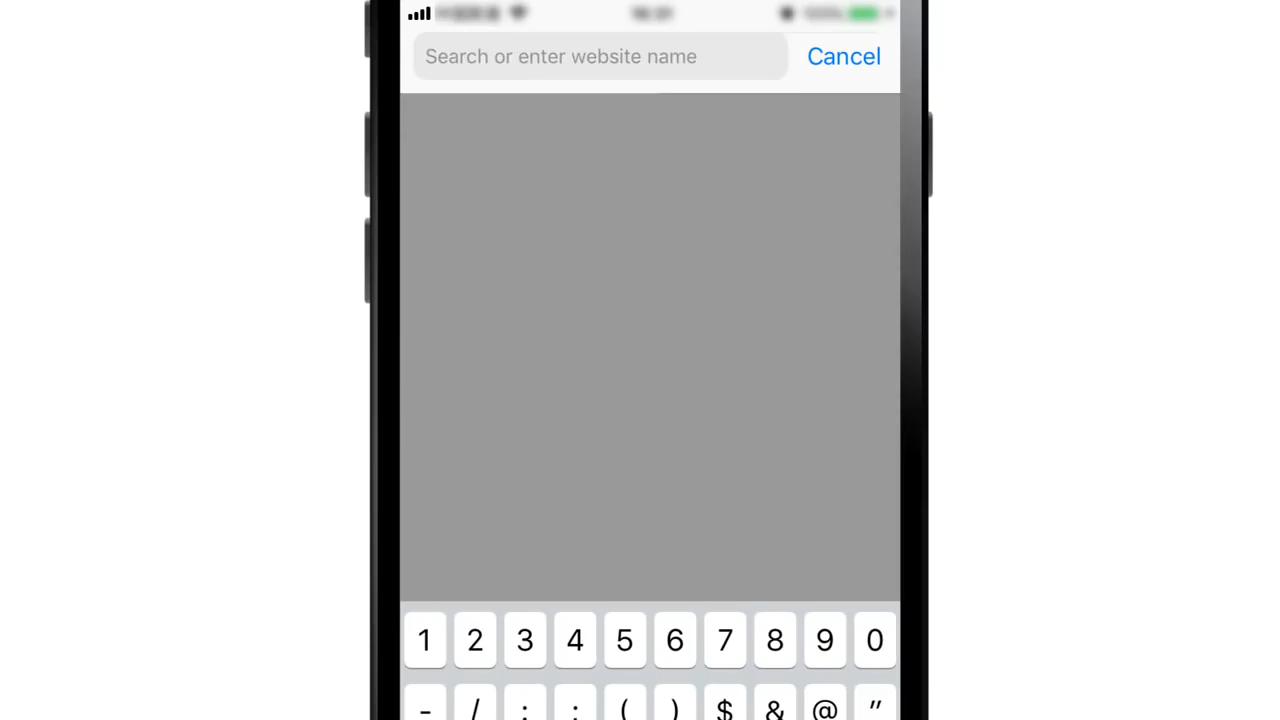 Search or enter website name Cancel
1 2 3 4 5 6 7 8 9 0
- / : ; ( ) $ & @ "